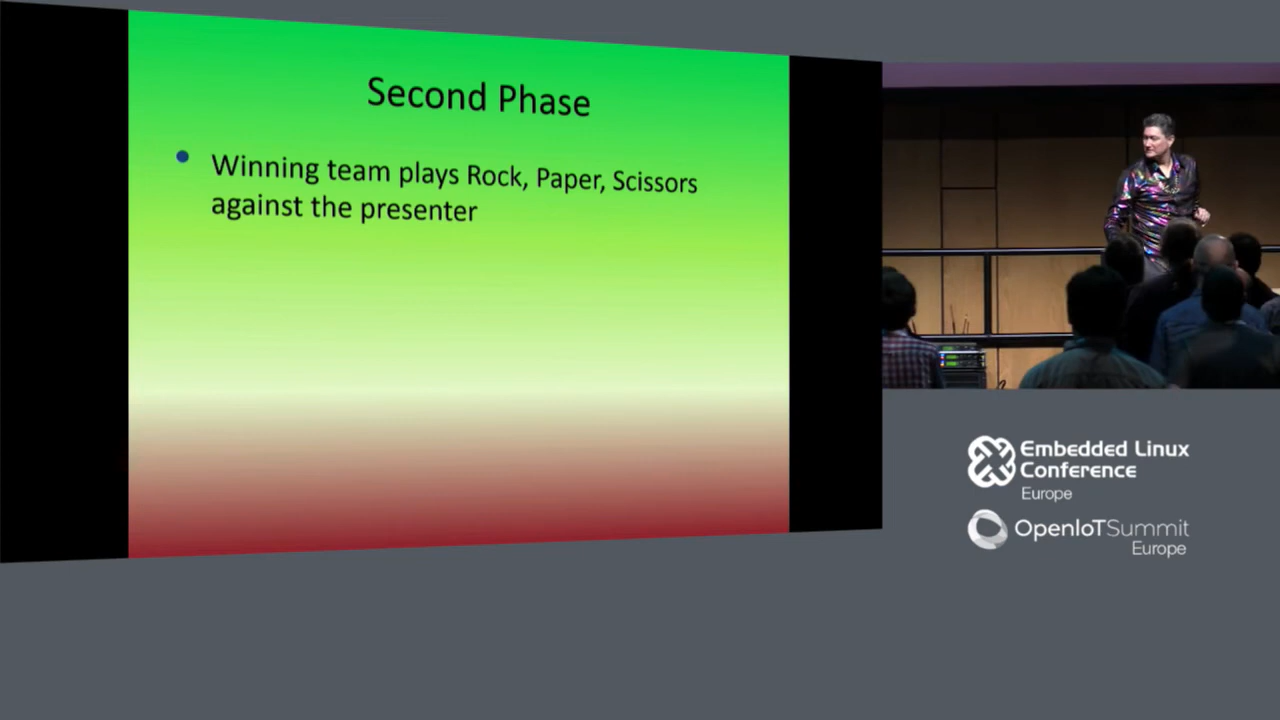 Second Phase
Winning team plays Rock, Paper, Scissors
against the presenter
Embedded Linux
Conference
Europe
OpenIoTSummit
Europe